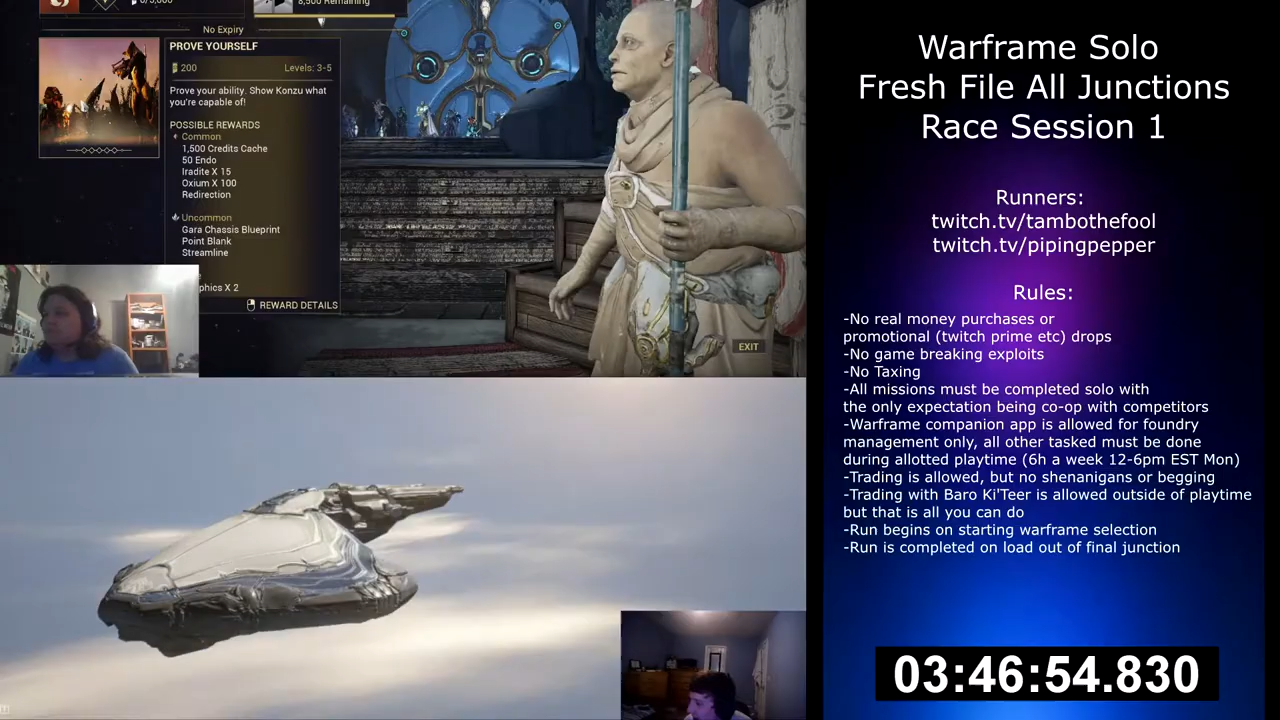 8,500 Remaining
No Expiry
PROVE YOURSELF
200 Levels: 3-5
Prove your ability. Show Konzu what
you're capable of!
POSSIBLE REWARDS
Common
1,500 Credits Cache
50 Endo
Iradite X 15
Oxium X 100
Redirection
Uncommon
Gara Chassis Blueprint
Point Blank
Streamline
X 2
REWARD DETAILS
EXIT
Warframe Solo
Fresh File All Junctions
Race Session 1
Runners:
twitch.tv/tambothefool
twitch.tv/pipingpepper
Rules:
-No real money purchases or
promotional (twitch prime etc) drops
-No game breaking exploits
-No Taxing
-All missions must be completed solo with
the only expectation being co-op with competitors
-Warframe companion app is allowed for foundry
management only, all other tasked must be done
during allotted playtime (6h a week 12-6pm EST Mon)
-Trading is allowed, but no shenanigans or begging
-Trading with Baro Ki'Teer is allowed outside of playtime
but that is all you can do
-Run begins on starting warframe selection
-Run is completed on load out of final junction
03:46:54.830